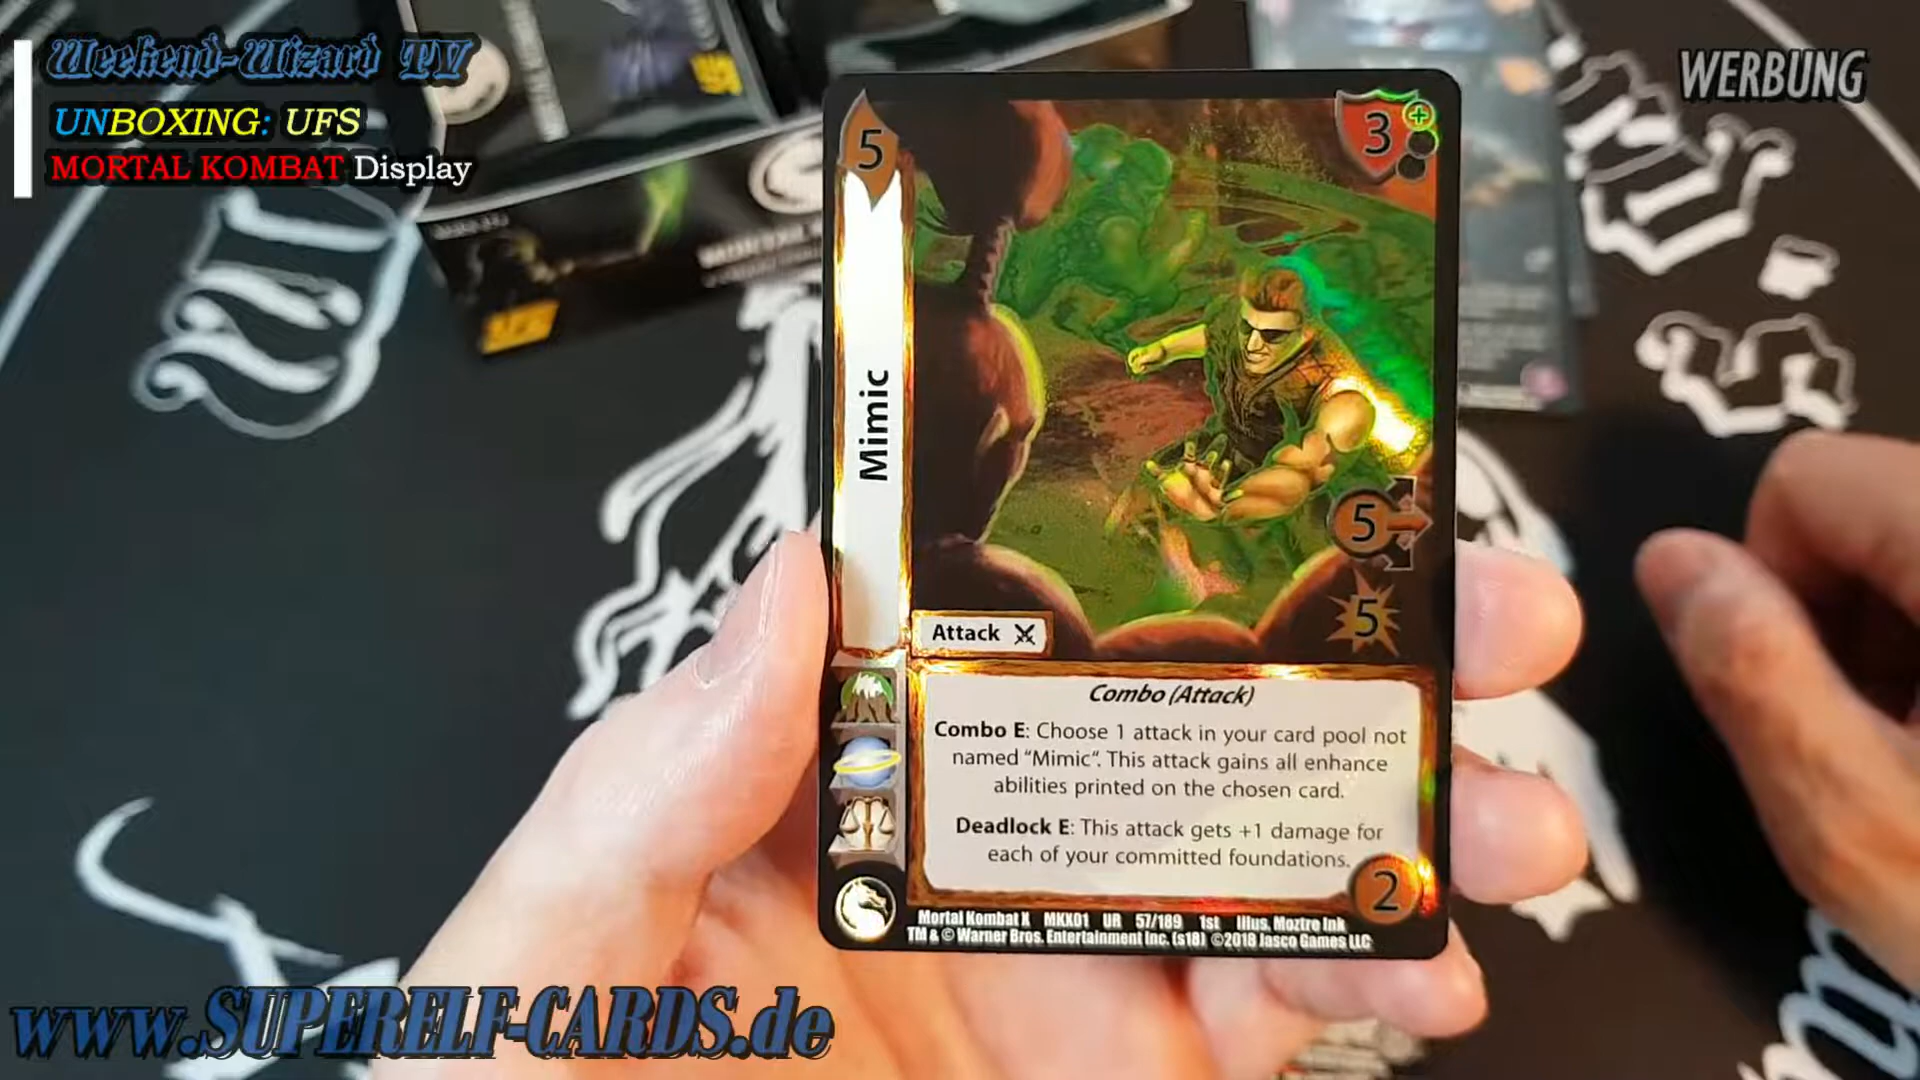 Weekend-Wizard TV
UNBOXING: UFS
MORTAL KOMBAT Display
WERBUNG
5
3
Mimic
5
5
Attack
Combo (Attack)
Combo E: Choose 1 attack in your card pool not
named “Mimic“. This attack gains all enhance
abilities printed on the chosen card.
Deadlock E: This attack gets +1 damage for
each of your committed foundations.
2
Mortal Kombat X MKX01 UR 57/189 1st Illus. Moztre Ink
TM & © Warner Bros. Entertainment Inc. (s18) ©2018 Jasco Games LLC
www.SUPERELF-CARDS.de